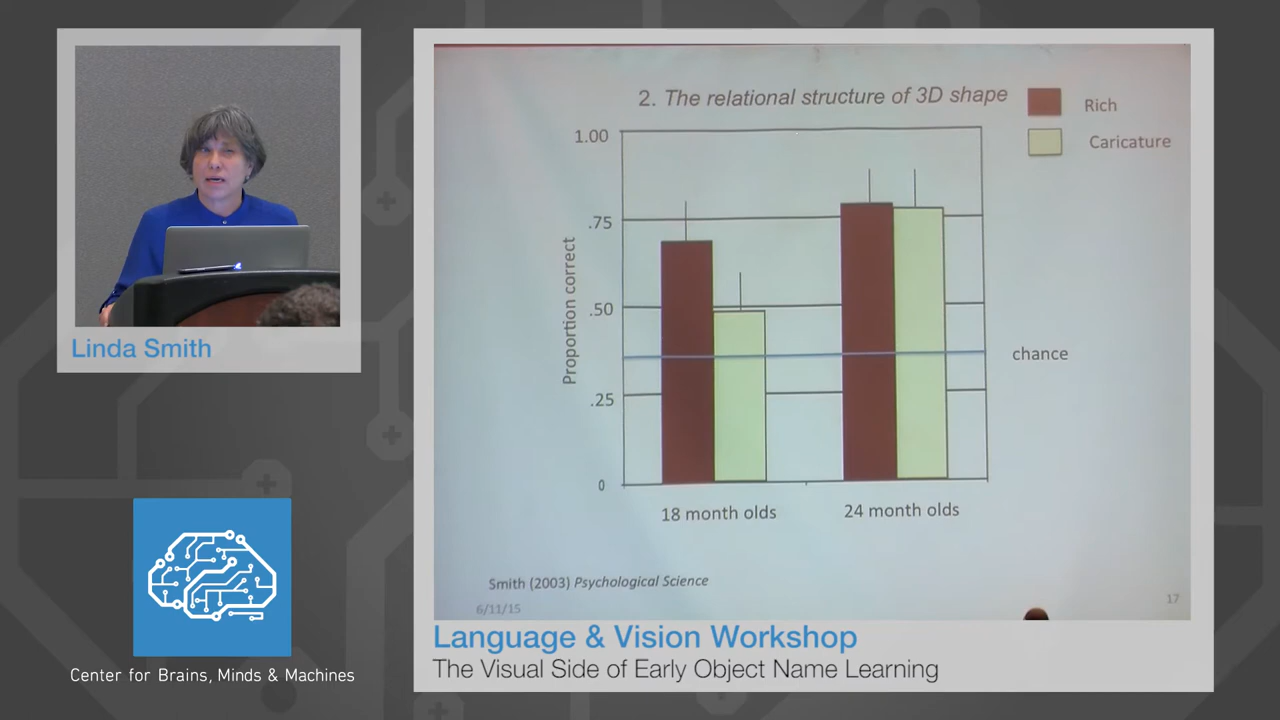 Linda Smith
Center for Brains, Minds & Machines
2. The relational structure of 3D shape
Rich
Caricature
1.00
.75
.50
.25
0
Proportion correct
chance
18 month olds
24 month olds
Smith (2003) Psychological Science
6/11/15
17
Language & Vision Workshop
The Visual Side of Early Object Name Learning